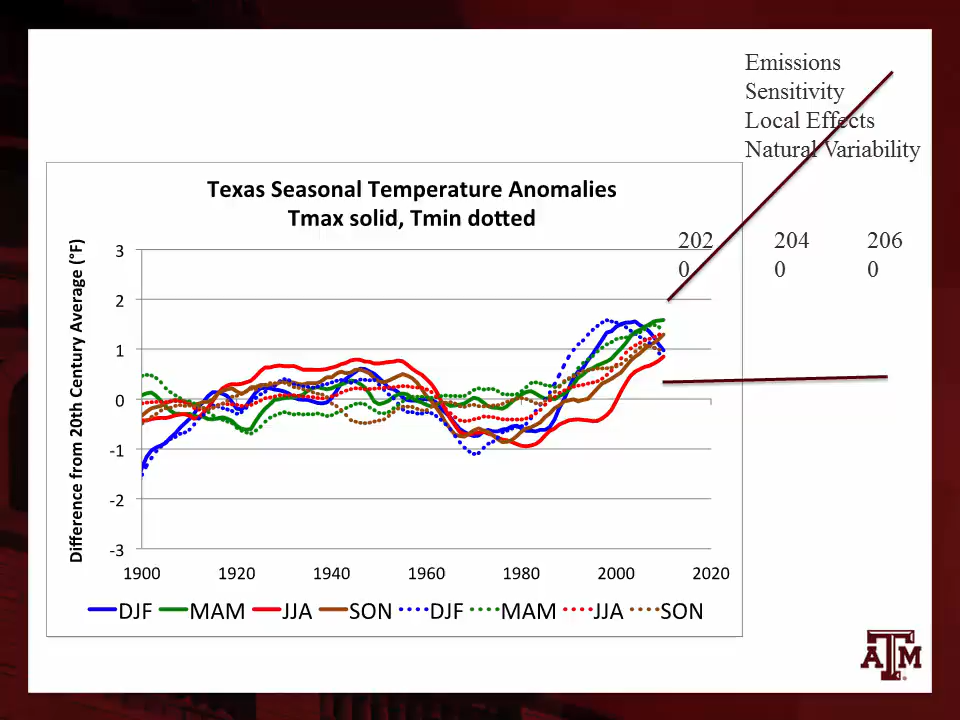 Emissions
Sensitivity
Local Effects
Natural Variability
Texas Seasonal Temperature Anomalies
Tmax solid, Tmin dotted
202
0
204
0
206
0
Difference from 20th Century Average (°F)
3
2
1
0
-1
-2
-3
1900 1920 1940 1960 1980 2000 2020
DJF MAM JJA SON DJF MAM JJA SON
ATM